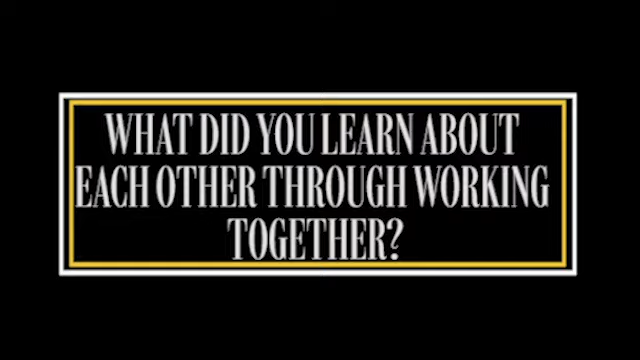 WHAT DID YOU LEARN ABOUT
EACH OTHER THROUGH WORKING
TOGETHER?